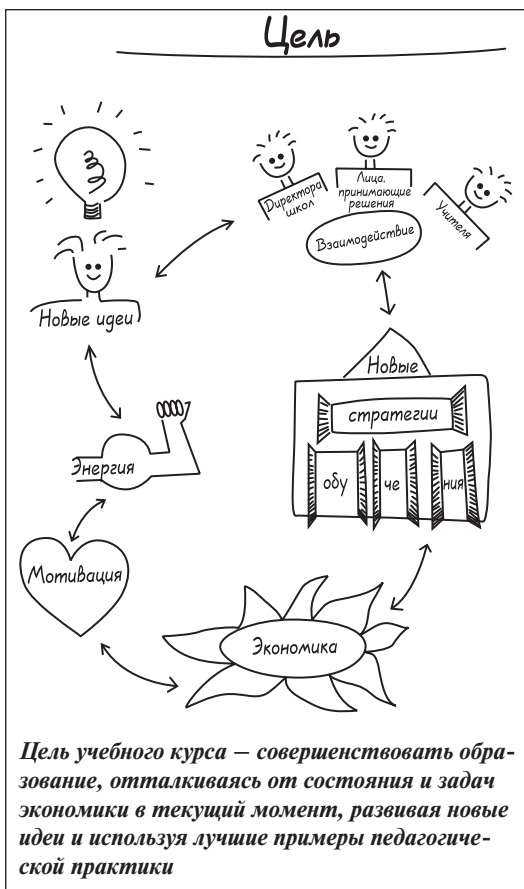 Цель
Директора
школ
Лица,
принимающие
решения
Учителя
Взаимодействие
Новые идеи
Новые
стратегии
обу че ния
Энергия
Мотивация
Экономика
Цель учебного курса — совершенствовать обра-
зование, отталкиваясь от состояния и задач
экономики в текущий момент, развивая новые
идеи и используя лучшие примеры педагогиче-
ской практики